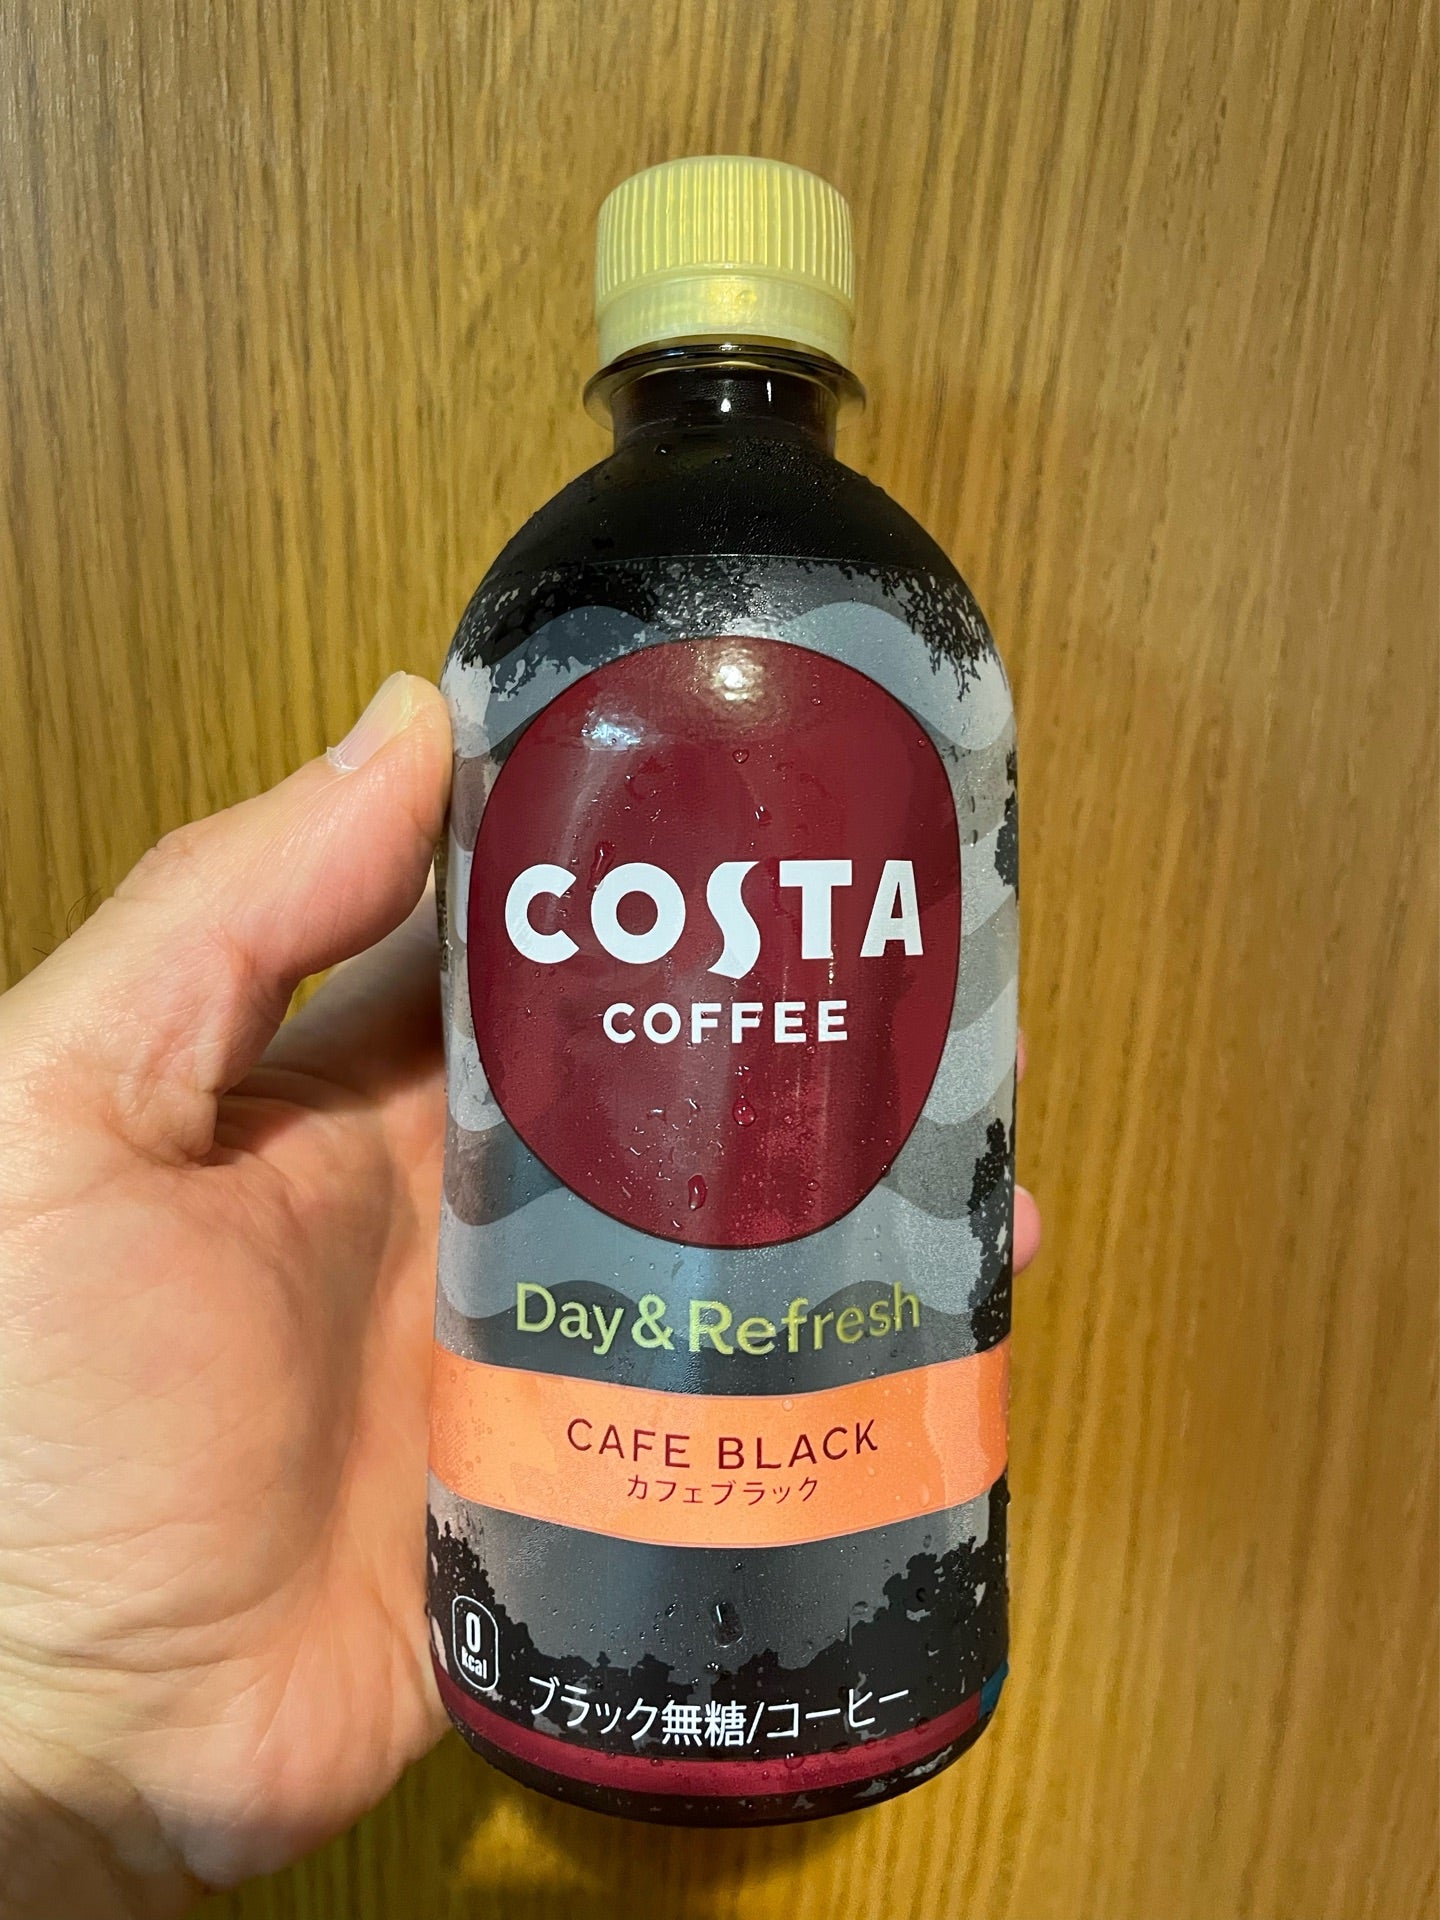 COSTA
COFFEE
Day&Refresh
CAFE BLACK
カフェブラック
0
kcal
ブラック無糖/コーヒー